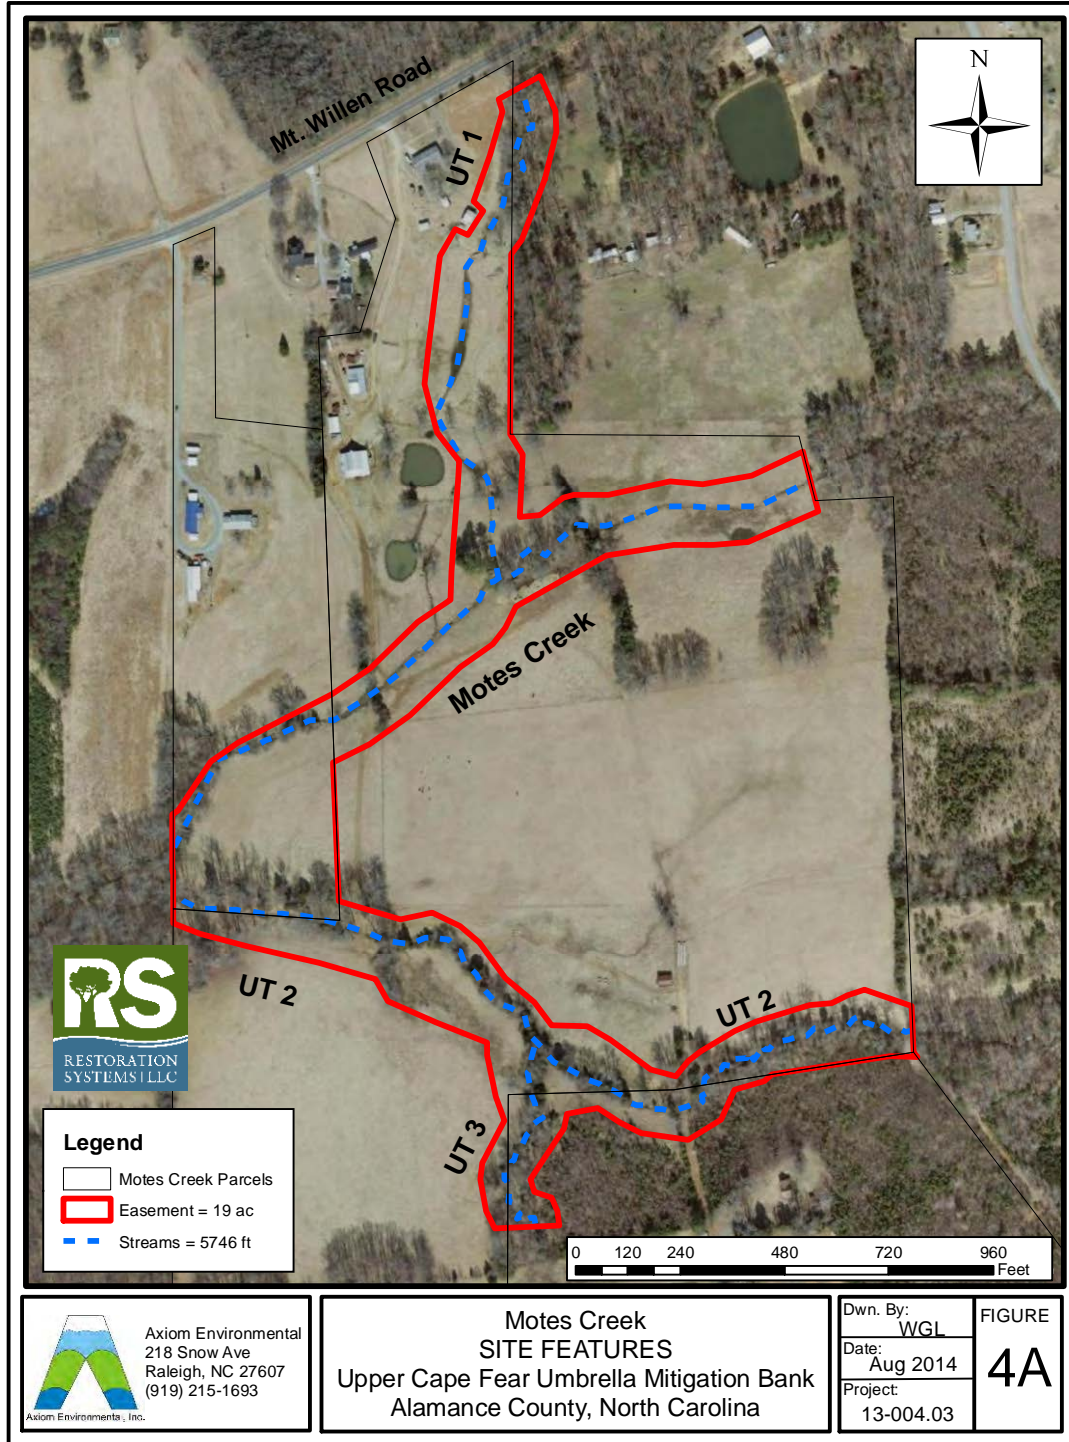 Mt. Willen Road
N
UT 1
Motes Creek
UT 2
UT 2
UT 3
RS
RESTORATION
SYSTEMS | LLC
Legend
Motes Creek Parcels
Easement = 19 ac
Streams = 5746 ft
0 120 240 480 720 960
Feet
Axiom Environmental
218 Snow Ave
Raleigh, NC 27607
(919) 215-1693
Axiom Environmental, Inc.
Motes Creek
SITE FEATURES
Upper Cape Fear Umbrella Mitigation Bank
Alamance County, North Carolina
Dwn. By:
WGL
Date:
Aug 2014
Project:
13-004.03
FIGURE
4A